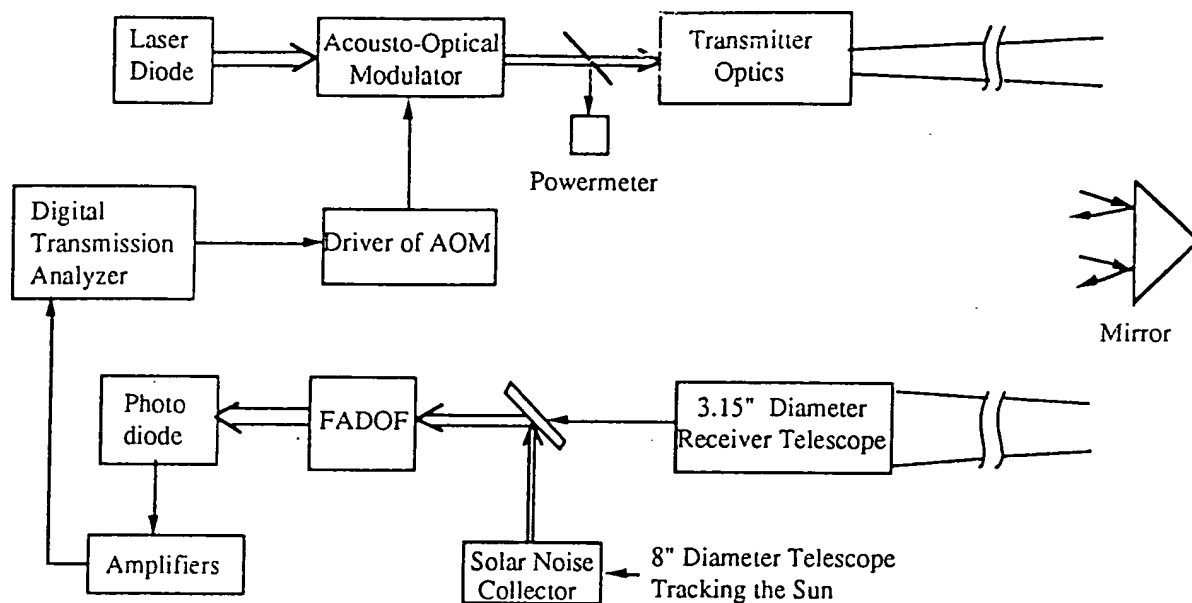 Laser
Diode
Acousto-Optical
Modulator
Transmitter
Optics
Powermeter
Digital
Transmission
Analyzer
Driver of AOM
Mirror
Photo
diode
FADOF
3.15" Diameter
Receiver Telescope
Amplifiers
Solar Noise
Collector
8" Diameter Telescope
Tracking the Sun